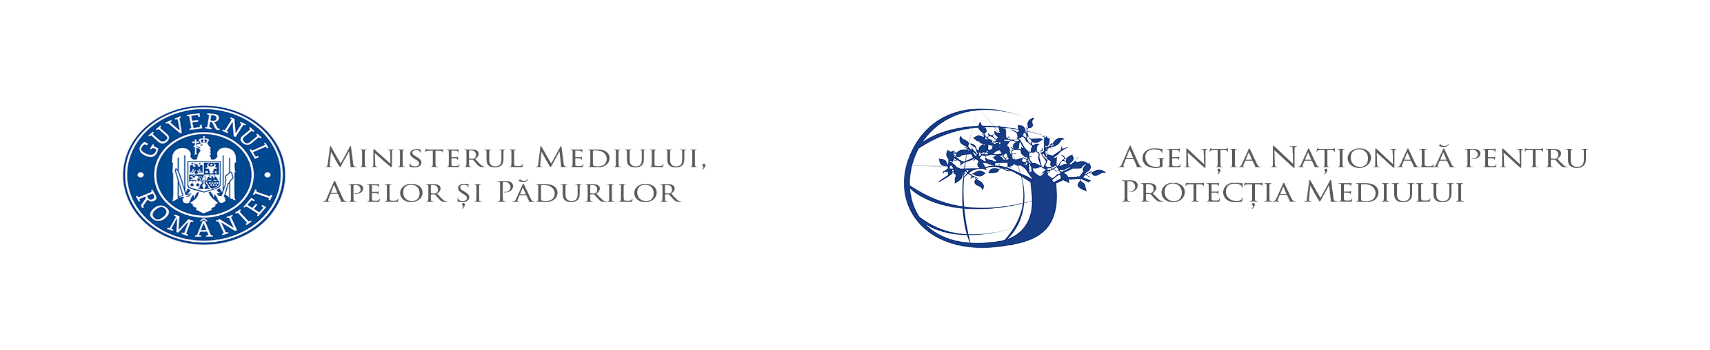 GUVERNUL
ROMÂNIEI
MINISTERUL MEDIULUI,
APELOR ȘI PĂDURILOR
AGENȚIA NAȚIONALĂ PENTRU
PROTECȚIA MEDIULUI